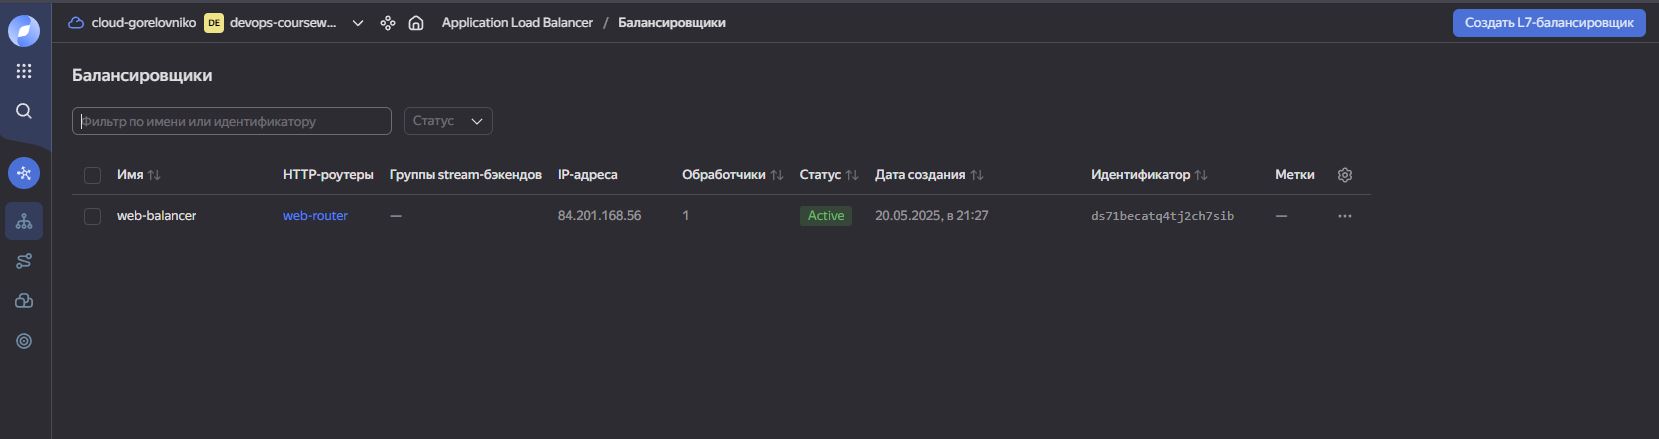 cloud-gorelovniko DE devops-coursew... Application Load Balancer / Балансировщики Создать L7-балансировщик
Балансировщики
Фильтр по имени или идентификатору Статус
Имя HTTP-роутеры Группы stream-бэкендов IP-адреса Обработчики Статус Дата создания Идентификатор Метки
web-balancer web-router — 84.201.168.56 1 Active 20.05.2025, в 21:27 ds71becatq4tj2ch7sib — ...